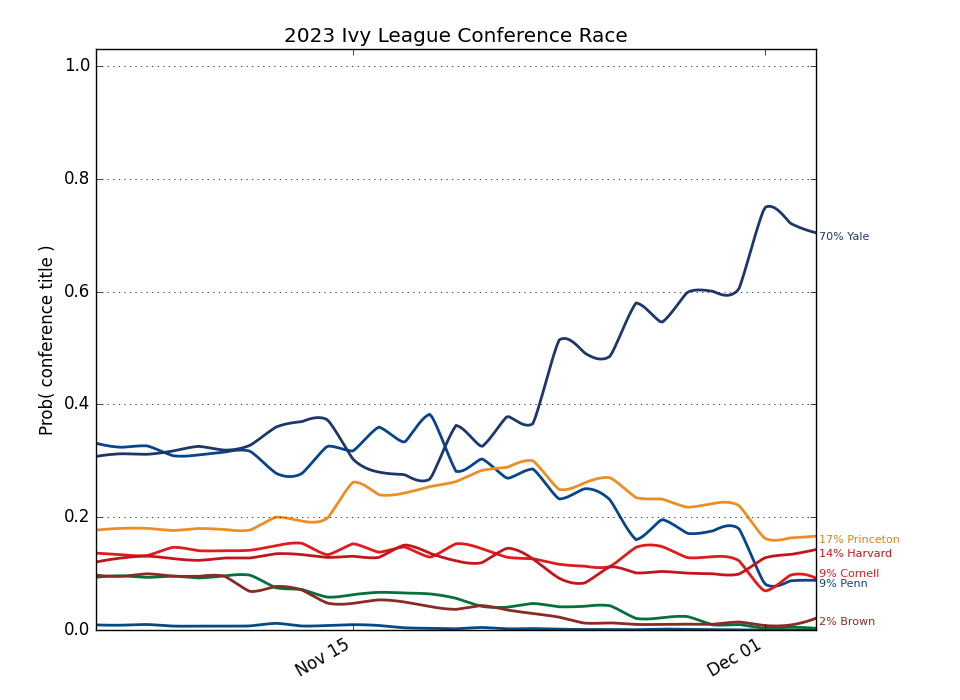 2023 Ivy League Conference Race
Prob( conference title )
1.0
0.8
0.6
0.4
0.2
0.0
Nov 15
Dec 01
70% Yale
17% Princeton
14% Harvard
9% Cornell
9% Penn
2% Brown